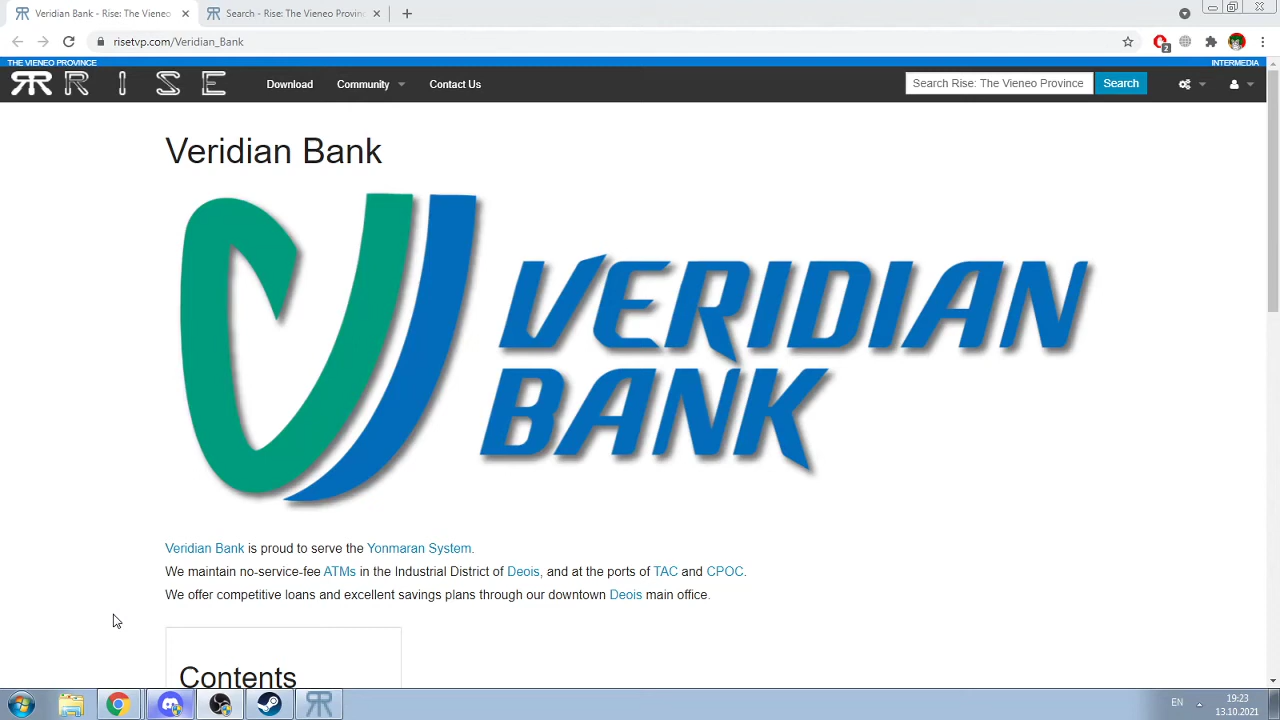 Veridian Bank - Rise: The Vieneo
Search - Rise: The Vieneo Provin
risetvp.com/Veridian_Bank
2
THE VIENEO PROVINCE
INTERMEDIA
RISE
Download
Community
Contact Us
Search Rise: The Vieneo Province
Search
Veridian Bank
VERIDIAN
BANK
Veridian Bank is proud to serve the Yonmaran System.
We maintain no-service-fee ATMs in the Industrial District of Deois, and at the ports of TAC and CPOC.
We offer competitive loans and excellent savings plans through our downtown Deois main office.
Contents
EN
19:23
13.10.2021